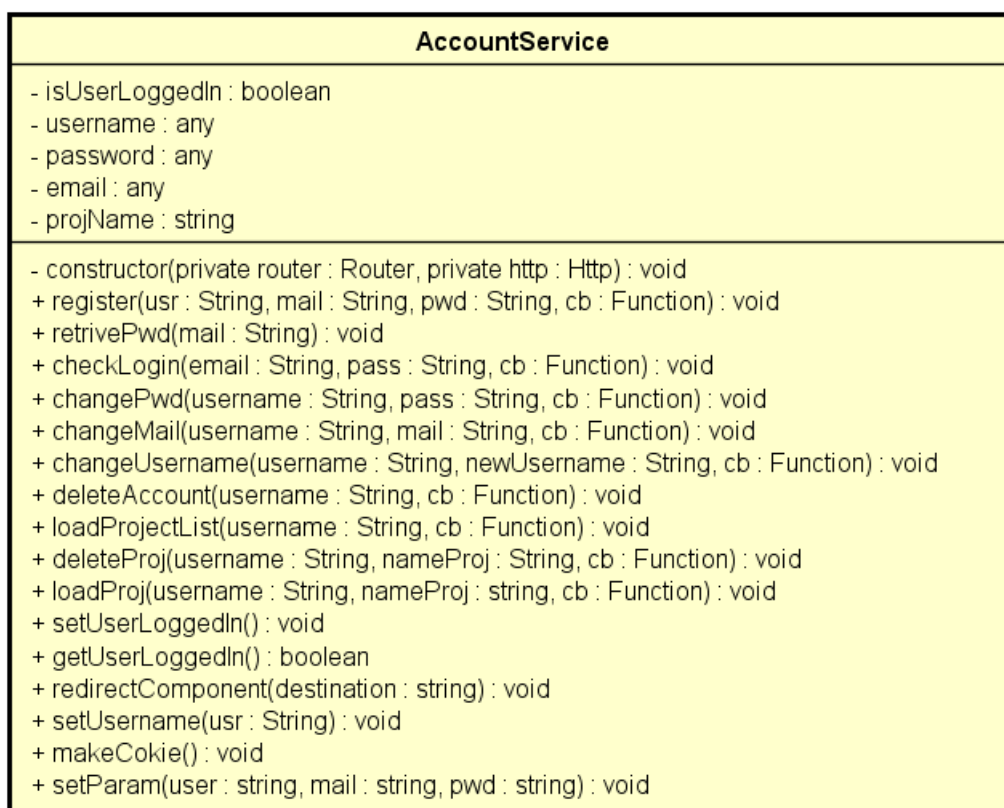 AccountService
- isUserLoggedIn : boolean
- username : any
- password : any
- email : any
- projName : string
- constructor(private router : Router, private http : Http) : void
+ register(usr : String, mail : String, pwd : String, cb : Function) : void
+ retrivePwd(mail : String) : void
+ checkLogin(email : String, pass : String, cb : Function) : void
+ changePwd(username : String, pass : String, cb : Function) : void
+ changeMail(username : String, mail : String, cb : Function) : void
+ changeUsername(username : String, newUsername : String, cb : Function) : void
+ deleteAccount(username : String, cb : Function) : void
+ loadProjectList(username : String, cb : Function) : void
+ deleteProj(username : String, nameProj : String, cb : Function) : void
+ loadProj(username : String, nameProj : string, cb : Function) : void
+ setUserLoggedIn() : void
+ getUserLoggedIn() : boolean
+ redirectComponent(destination : string) : void
+ setUsername(usr : String) : void
+ makeCokie() : void
+ setParam(user : string, mail : string, pwd : string) : void